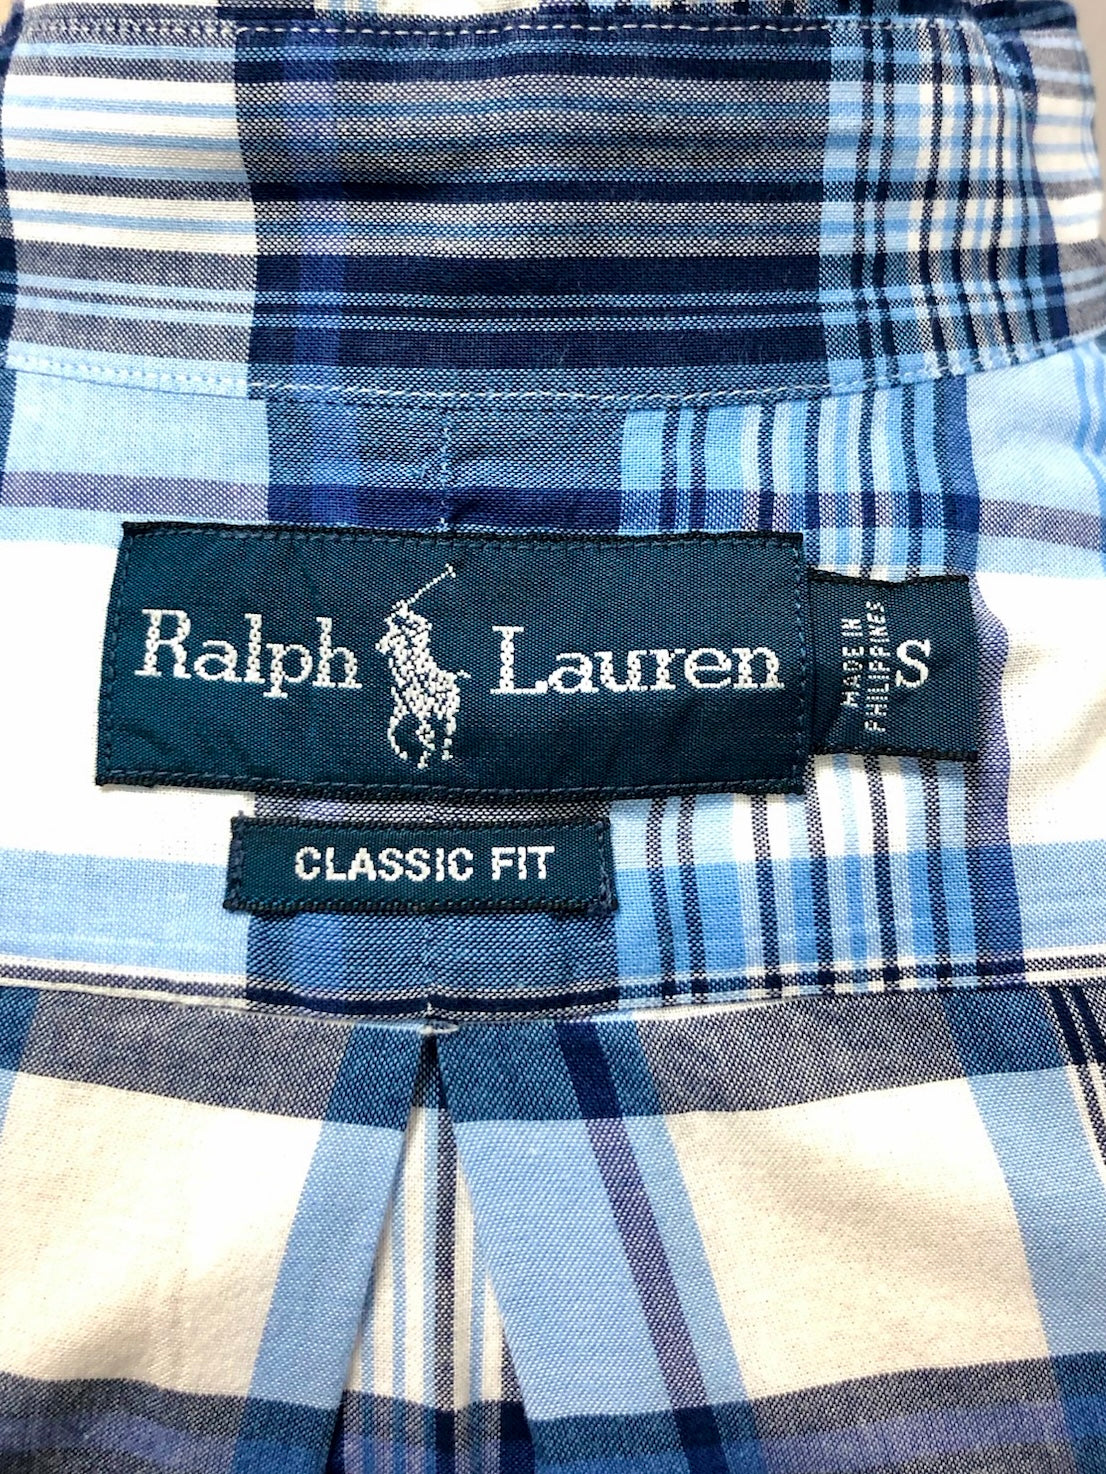 Ralph Lauren
MADE IN
PHILIPPINES
S
CLASSIC FIT